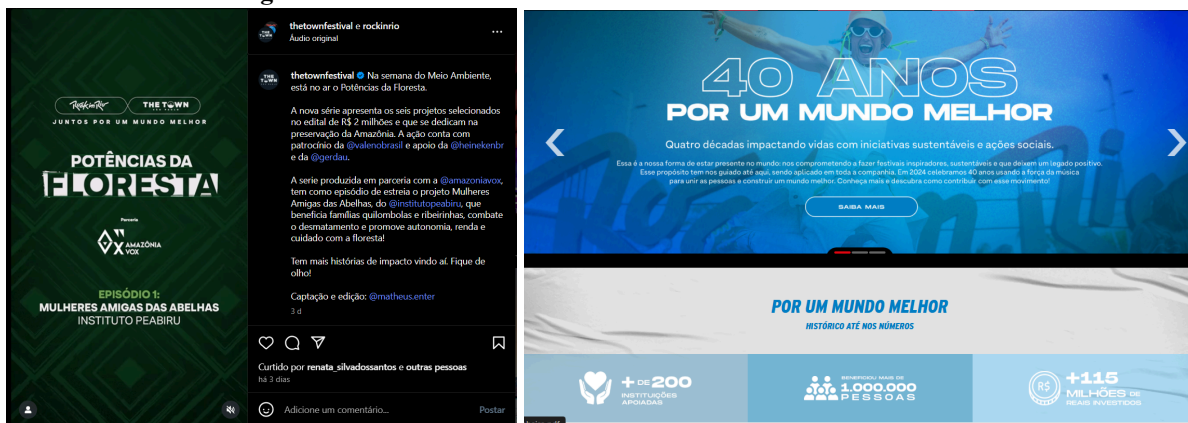 thetownfestival e rockinrio
Áudio original
Rock in Rio THE TOWN
JUNTOS POR UM MUNDO MELHOR
POTÊNCIAS DA
FLORESTA
Parceria
AMAZÔNIA
VOX
EPISÓDIO 1:
MULHERES AMIGAS DAS ABELHAS
INSTITUTO PEABIRU
thetownfestival Na semana do Meio Ambiente,
está no ar o Potências da Floresta.
A nova série apresenta os seis projetos selecionados
no edital de R$ 2 milhões e que se dedicam na
preservação da Amazônia. A ação conta com
patrocínio da @valenobrasil e apoio da @heinekenbr
e da @gerdau.
A serie produzida em parceria com a @amazoniavox,
tem como episódio de estreia o projeto Mulheres
Amigas das Abelhas, do @institutopeabiru, que
beneficia famílias quilombolas e ribeirinhas, combate
o desmatamento e promove autonomia, renda e
cuidado com a floresta!
Tem mais histórias de impacto vindo aí. Fique de
olho!
Captação e edição: @matheus.enter
3 d
Curtido por renata_silvadossantos e outras pessoas
há 3 dias
Adicione um comentário...
Postar
40 ANOS
POR UM MUNDO MELHOR
Quatro décadas impactando vidas com iniciativas sustentáveis e ações sociais.
Essa é a nossa forma de estar presente no mundo: nos comprometendo a fazer festivais inspiradores, sustentáveis e que deixem um legado positivo.
Esse propósito tem nos guiado até aqui, sendo aplicado em toda a companhia. Em 2024 celebramos 40 anos usando a força da música
para unir as pessoas e construir um mundo melhor. Conheça mais e descubra como contribuir com esse movimento!
SAIBA MAIS
POR UM MUNDO MELHOR
HISTÓRICO ATÉ NOS NÚMEROS
+ DE 200
INSTITUIÇÕES
APOIADAS
BENEFICIOU MAIS DE
1.000.000
PESSOAS
R$
+115
MILHÕES DE
REAIS INVESTIDOS